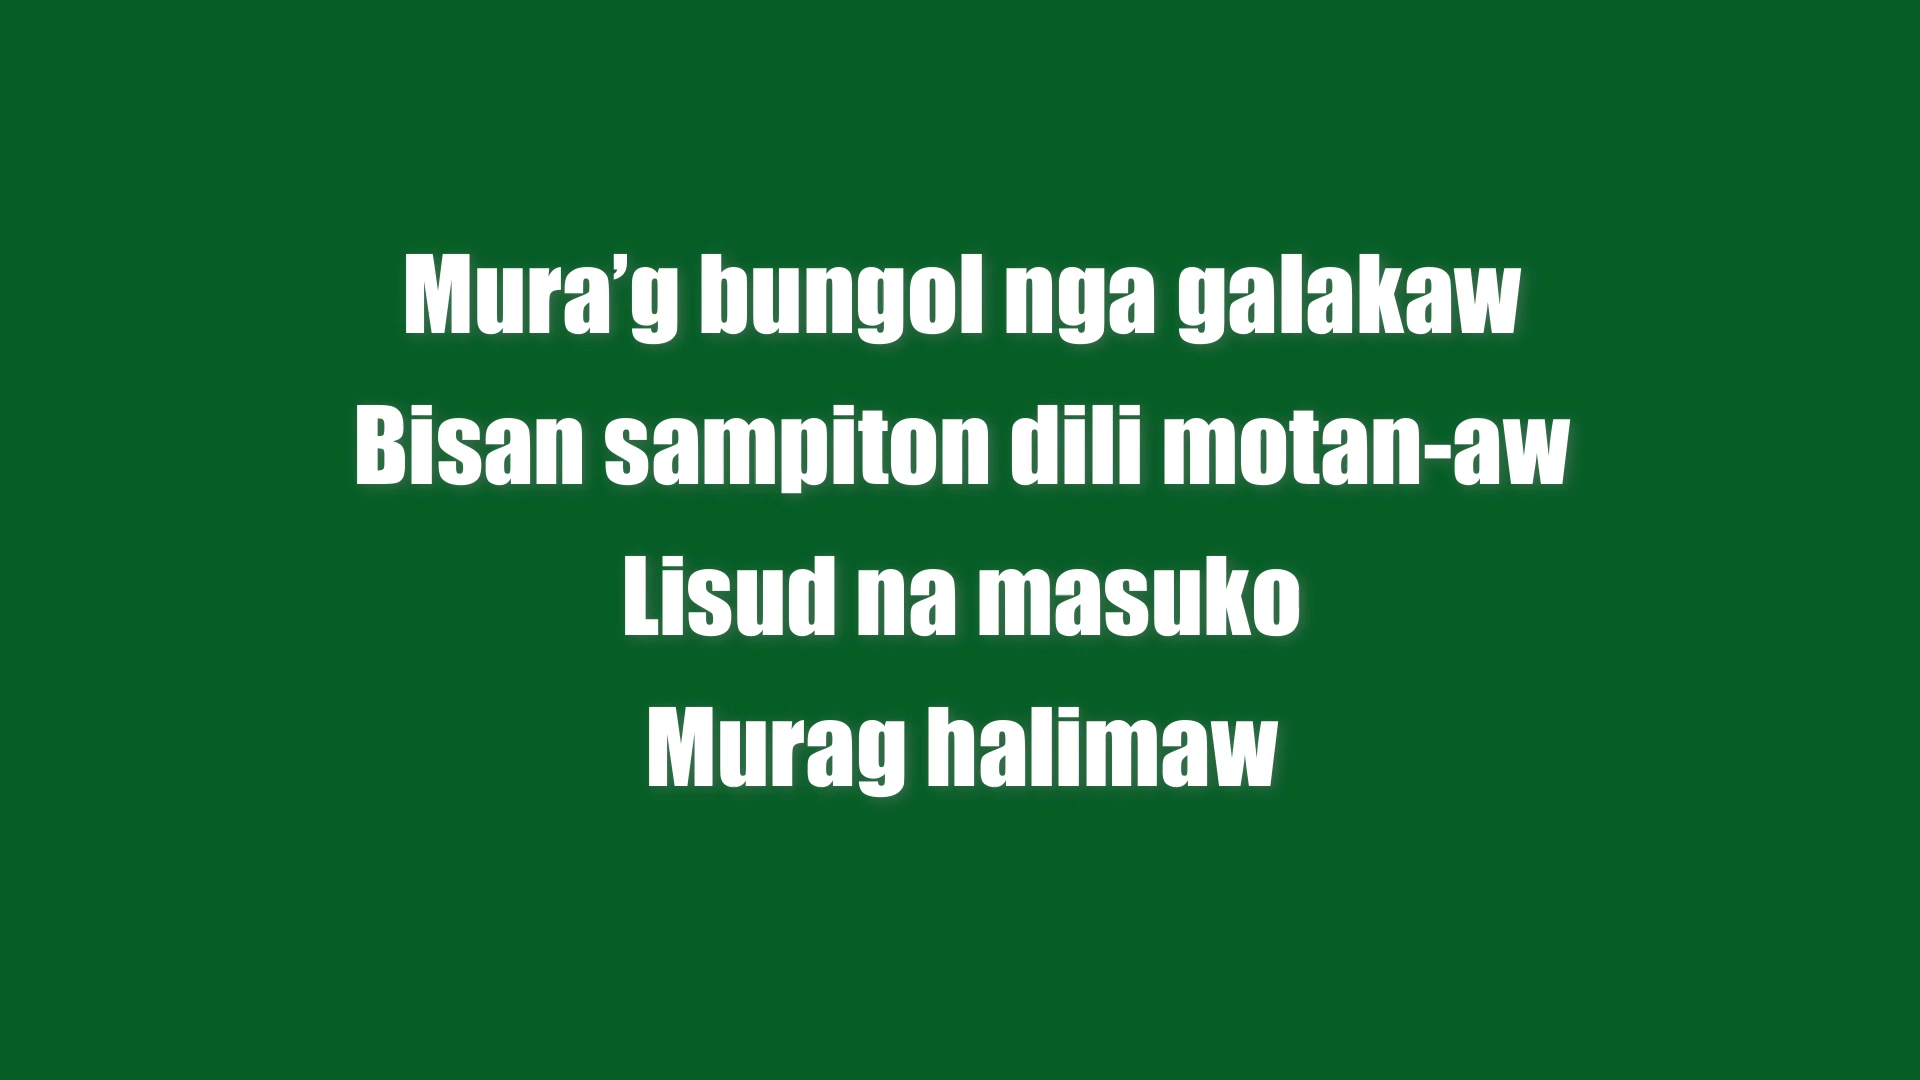 Mura’g bungol nga galakaw
Bisan sampiton dili motan-aw
Lisud na masuko
Murag halimaw